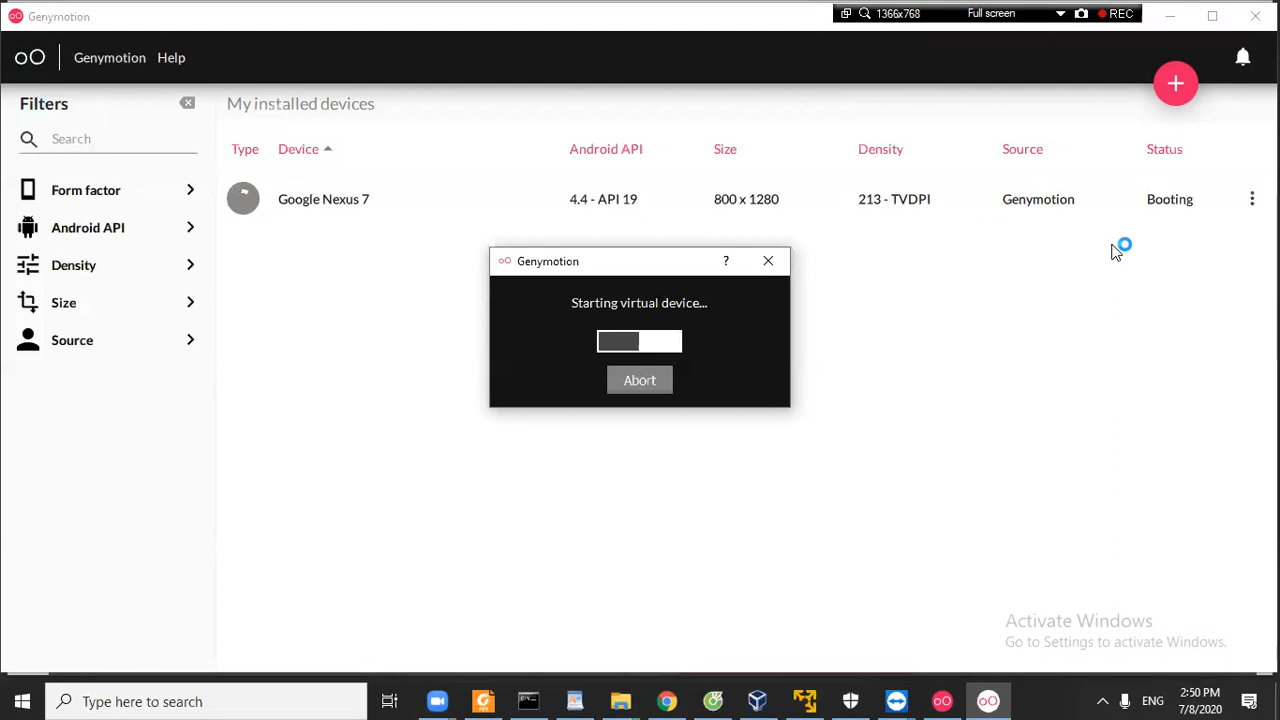 Genymotion
1366x768
Full screen
REC
Genymotion
Help
Filters
My installed devices
Search
Type
Device
Android API
Size
Density
Source
Status
Form factor
Google Nexus 7
4.4 - API 19
800 x 1280
213 - TVDPI
Genymotion
Booting
Android API
Density
Size
Source
Genymotion
?
Starting virtual device...
Abort
Activate Windows
Go to Settings to activate Windows.
Type here to search
ENG
2:50 PM
7/8/2020